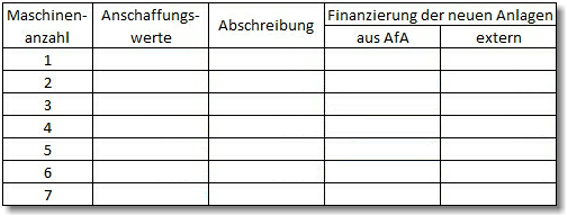 Maschinen-
anzahl
Anschaffungs-
werte
Abschreibung
Finanzierung der neuen Anlagen
aus AfA
extern
1
2
3
4
5
6
7